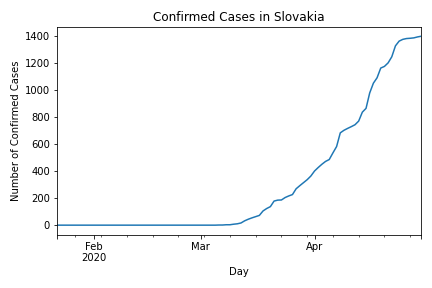 Confirmed Cases in Slovakia
Number of Confirmed Cases
1400
1200
1000
800
600
400
200
0
Feb
2020
Mar
Apr
Day